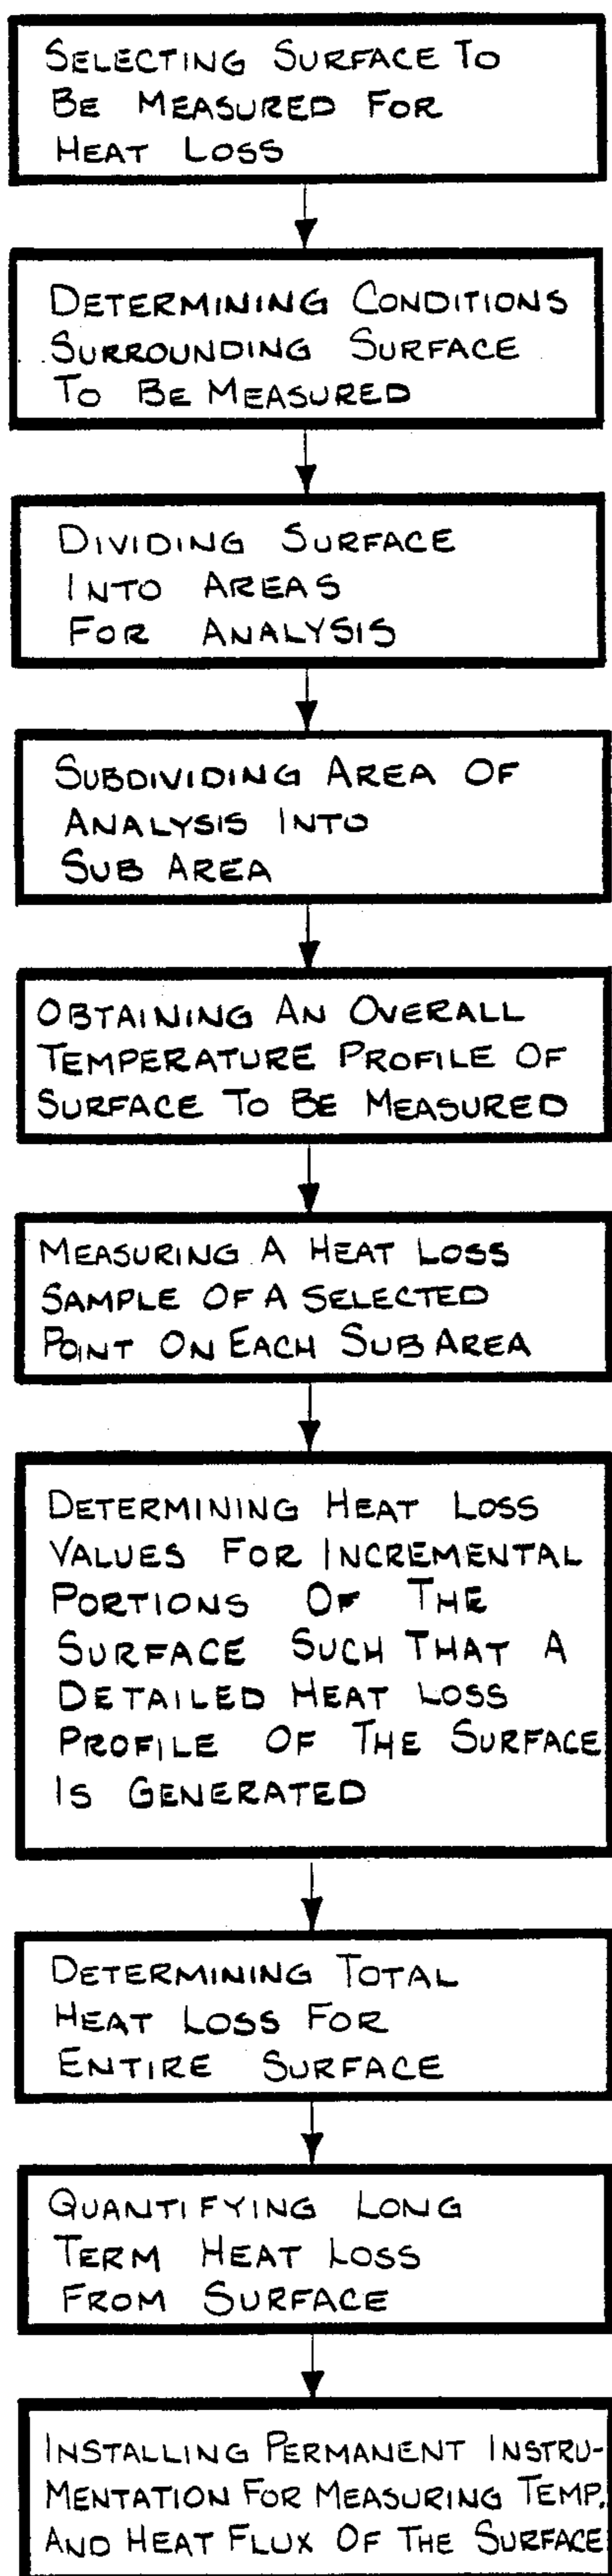 SELECTING SURFACE TO
BE MEASURED FOR
HEAT LOSS
DETERMINING CONDITIONS
SURROUNDING SURFACE
TO BE MEASURED
DIVIDING SURFACE
INTO AREAS
FOR ANALYSIS
SUBDIVIDING AREA OF
ANALYSIS INTO
SUB AREA
OBTAINING AN OVERALL
TEMPERATURE PROFILE OF
SURFACE TO BE MEASURED
MEASURING A HEAT LOSS
SAMPLE OF A SELECTED
POINT ON EACH SUB AREA
DETERMINING HEAT LOSS
VALUES FOR INCREMENTAL
PORTIONS OF THE
SURFACE SUCH THAT A
DETAILED HEAT LOSS
PROFILE OF THE SURFACE
IS GENERATED
DETERMINING TOTAL
HEAT LOSS FOR
ENTIRE SURFACE
QUANTIFYING LONG
TERM HEAT LOSS
FROM SURFACE
INSTALLING PERMANENT INSTRU-
MENTATION FOR MEASURING TEMP.
AND HEAT FLUX OF THE SURFACE